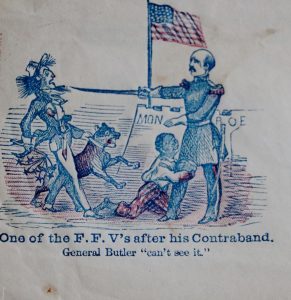 MON ROE
One of the F. F. V's after his Contraband.
General Butler "can't see it."